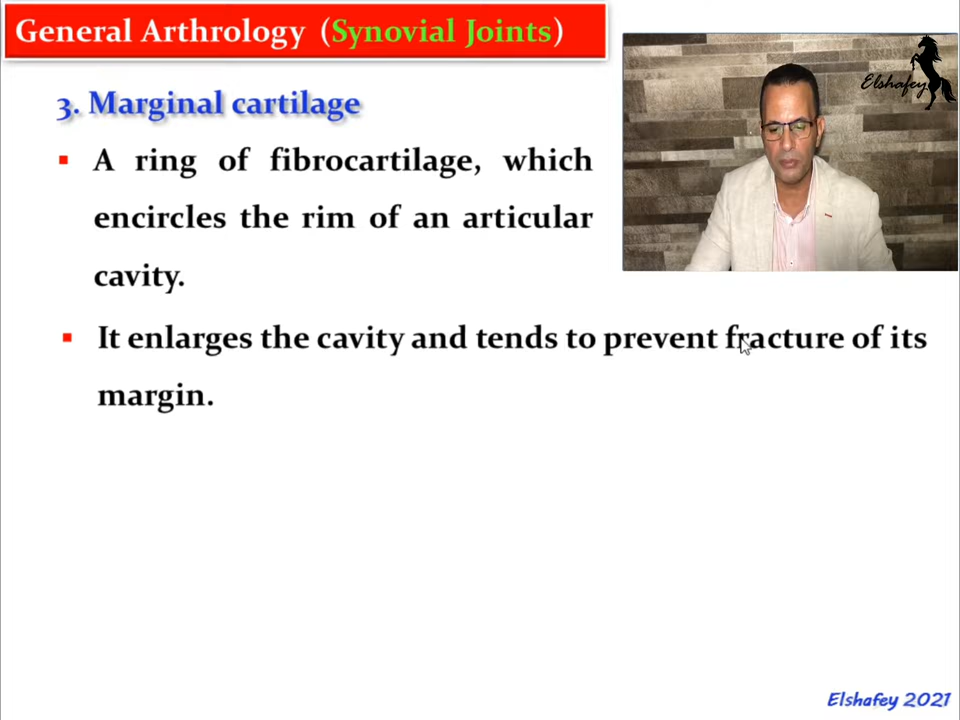 General Arthrology (Synovial Joints)
Elshafey
3. Marginal cartilage
▪ A ring of fibrocartilage, which
encircles the rim of an articular
cavity.
▪ It enlarges the cavity and tends to prevent fracture of its
margin.
Elshafey 2021